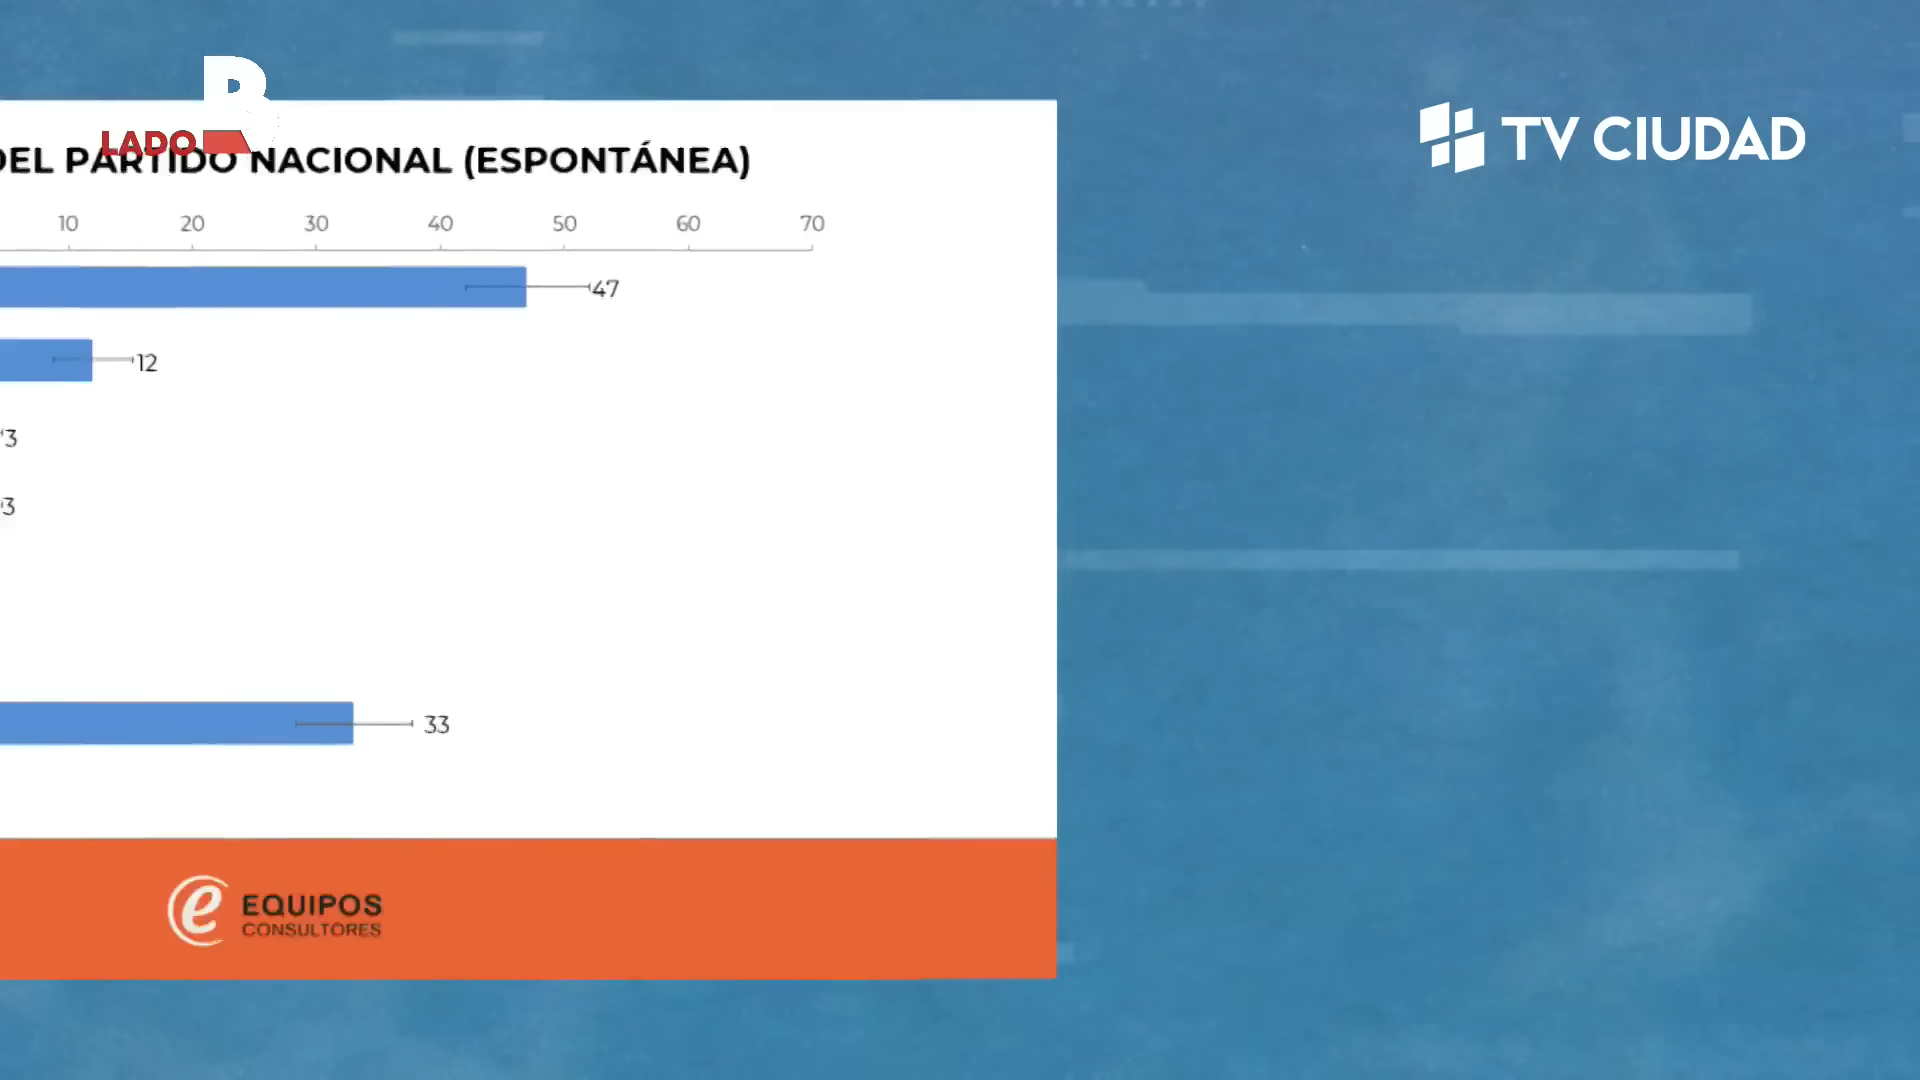 LADO B
TV CIUDAD
DEL PARTIDO NACIONAL (ESPONTÁNEA)
10 20 30 40 50 60 70
47
12
3
3
33
EQUIPOS
CONSULTORES